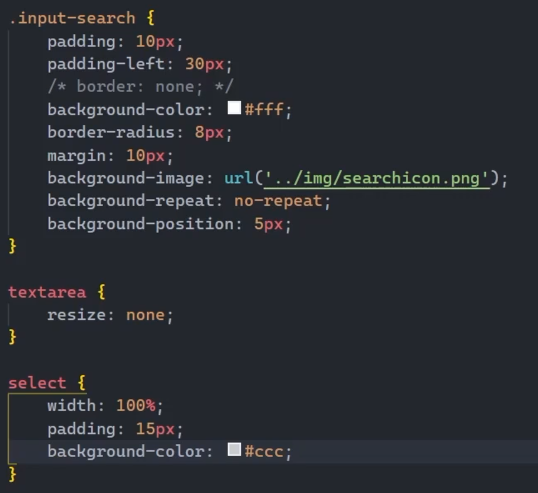 .input-search {
    padding: 10px;
    padding-left: 30px;
    /* border: none; */
    background-color: #fff;
    border-radius: 8px;
    margin: 10px;
    background-image: url('../img/searchicon.png');
    background-repeat: no-repeat;
    background-position: 5px;
}

textarea {
    resize: none;
}

select {
    width: 100%;
    padding: 15px;
    background-color: #ccc;
}